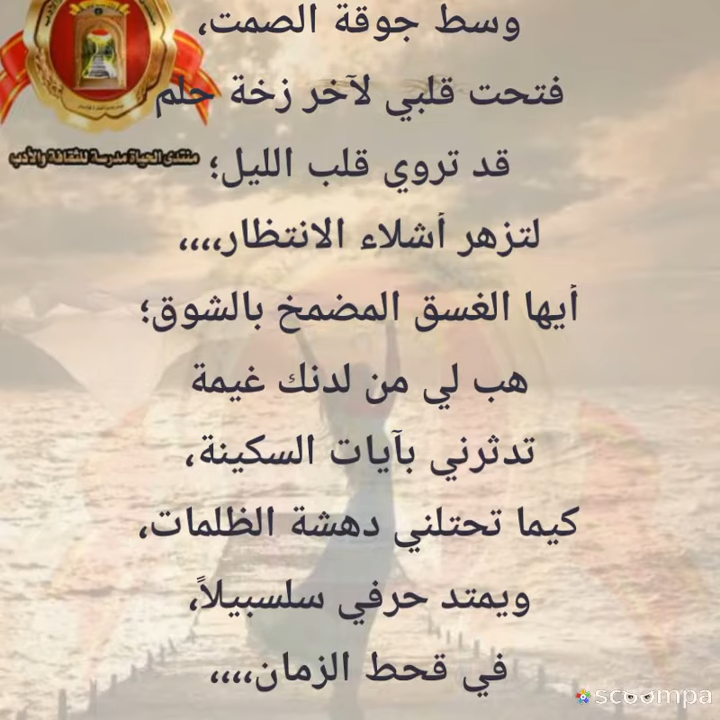 وسط جوقة الصمت،
فتحت قلبي لآخر زخة حلم
منتدى الحياة مدرسة للثقافة والأدب
قد تروي قلب الليل؛
لتزهر أشلاء الانتظار،،،،
أيها الغسق المضمخ بالشوق؛
هب لي من لدنك غيمة
تدثرني بآيات السكينة،
كيما تحتلني دهشة الظلمات،
ويمتد حرفي سلسبيلاً،
في قحط الزمان،،،،
scoompa